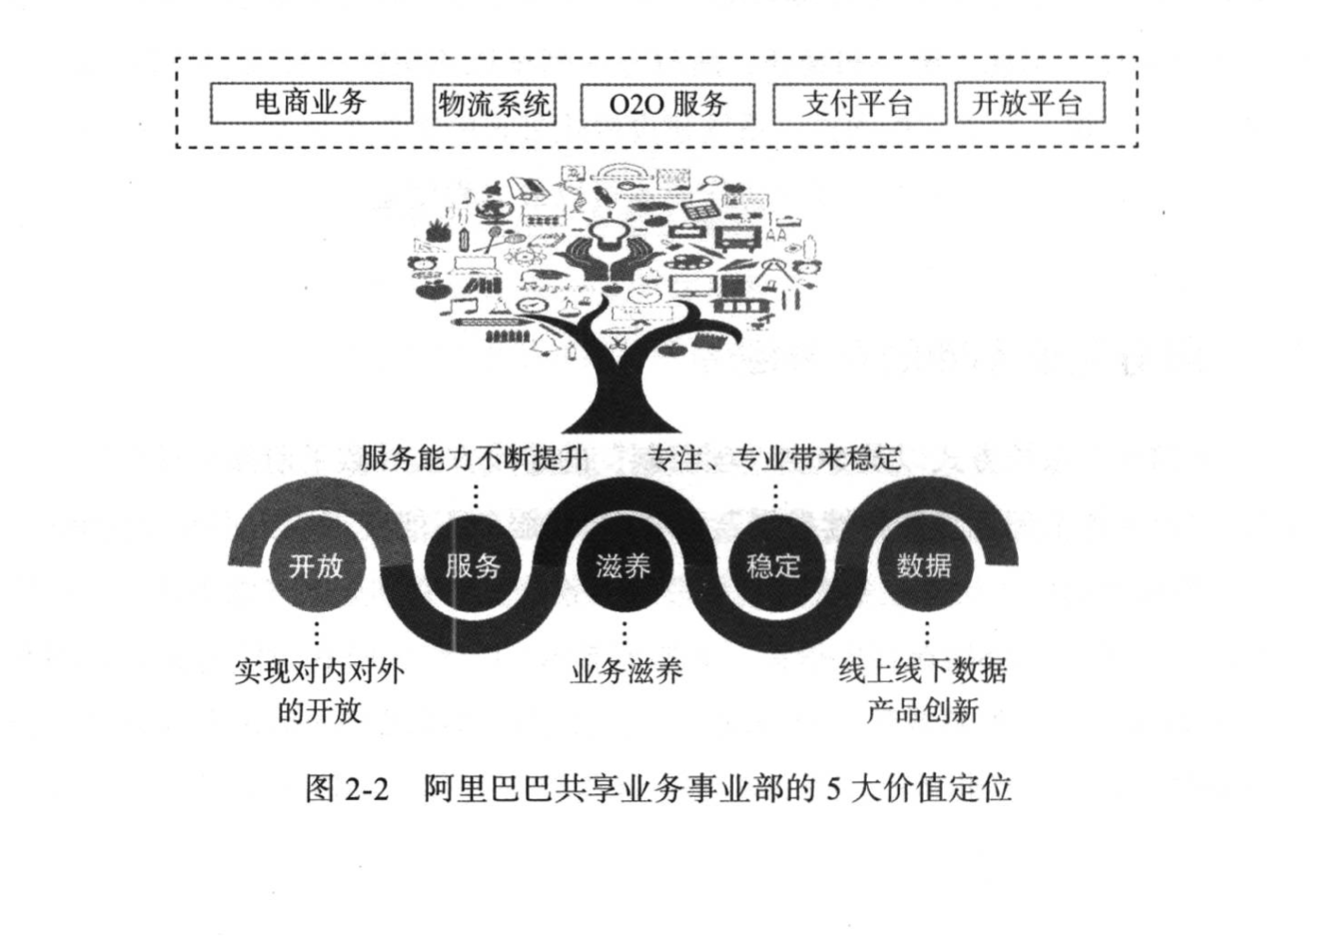 电商业务 物流系统 O2O 服务 支付平台 开放平台
服务能力不断提升 专注、专业带来稳定
开放 服务 滋养 稳定 数据
实现对内对外 业务滋养 线上线下数据
的开放 产品创新
图 2-2 阿里巴巴共享业务事业部的 5 大价值定位